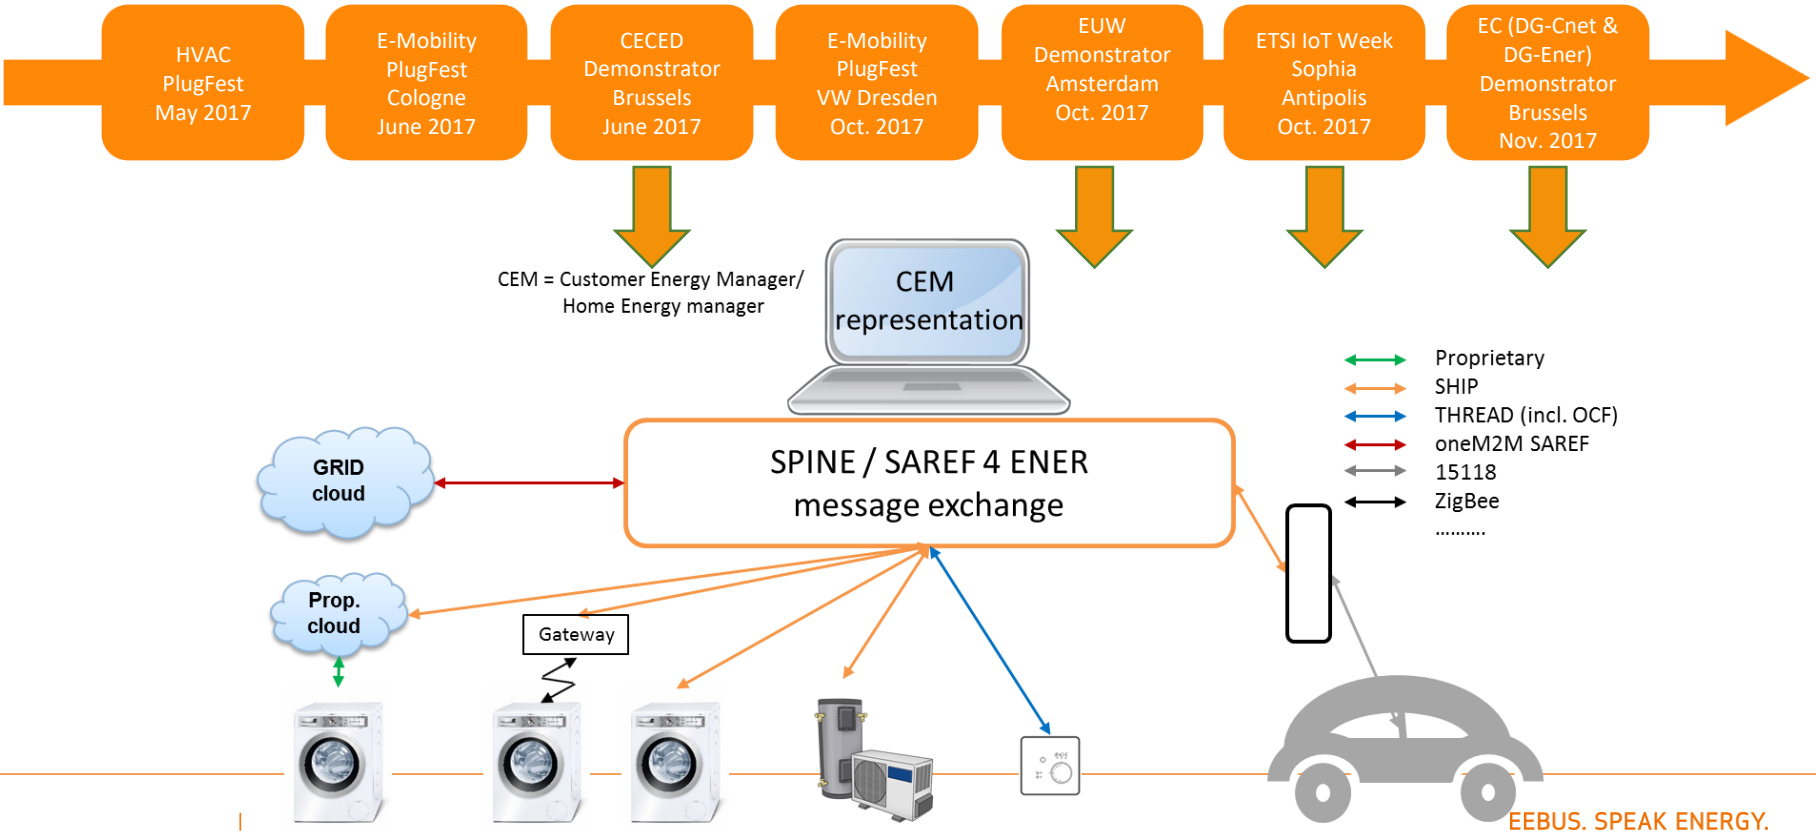 HVAC
PlugFest
May 2017
E-Mobility
PlugFest
Cologne
June 2017
CECED
Demonstrator
Brussels
June 2017
E-Mobility
PlugFest
VW Dresden
Oct. 2017
EUW
Demonstrator
Amsterdam
Oct. 2017
ETSI IoT Week
Sophia
Antipolis
Oct. 2017
EC (DG-Cnet &
DG-Ener)
Demonstrator
Brussels
Nov. 2017
CEM = Customer Energy Manager/
Home Energy manager
CEM
representation
Proprietary
SHIP
THREAD (incl. OCF)
oneM2M SAREF
15118
ZigBee
..........
SPINE / SAREF 4 ENER
message exchange
GRID
cloud
Prop.
cloud
Gateway
EEBUS. SPEAK ENERGY.